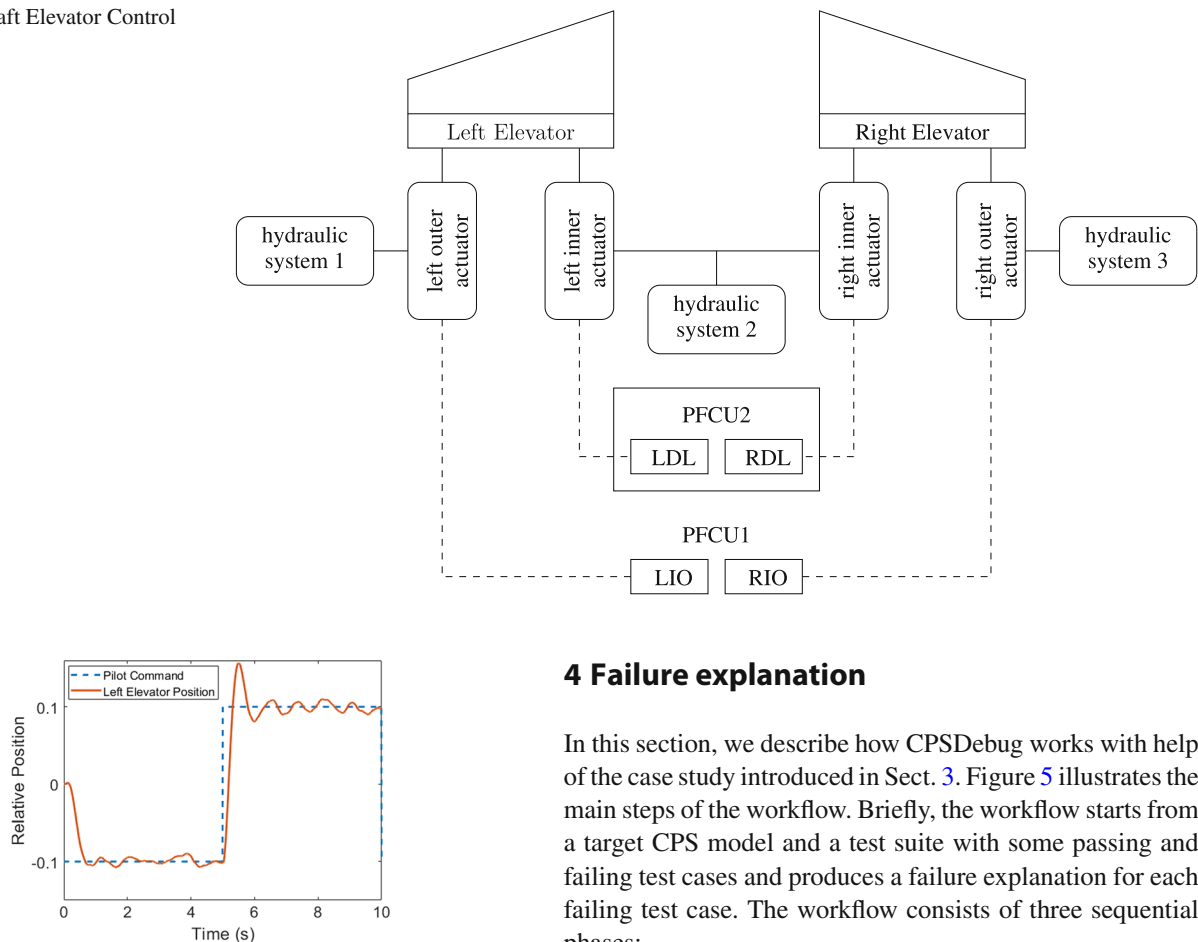 aft Elevator Control
Left Elevator
Right Elevator
left outer
actuator
left inner
actuator
right inner
actuator
right outer
actuator
hydraulic
system 1
hydraulic
system 2
hydraulic
system 3
PFCU2
LDL
RDL
PFCU1
LIO
RIO
Pilot Command
Left Elevator Position
Relative Position
0.1
0
-0.1
0
2
4
6
8
10
Time (s)
4 Failure explanation
In this section, we describe how CPSDebug works with help
of the case study introduced in Sect. 3. Figure 5 illustrates the
main steps of the workflow. Briefly, the workflow starts from
a target CPS model and a test suite with some passing and
failing test cases and produces a failure explanation for each
failing test case. The workflow consists of three sequential
phases: